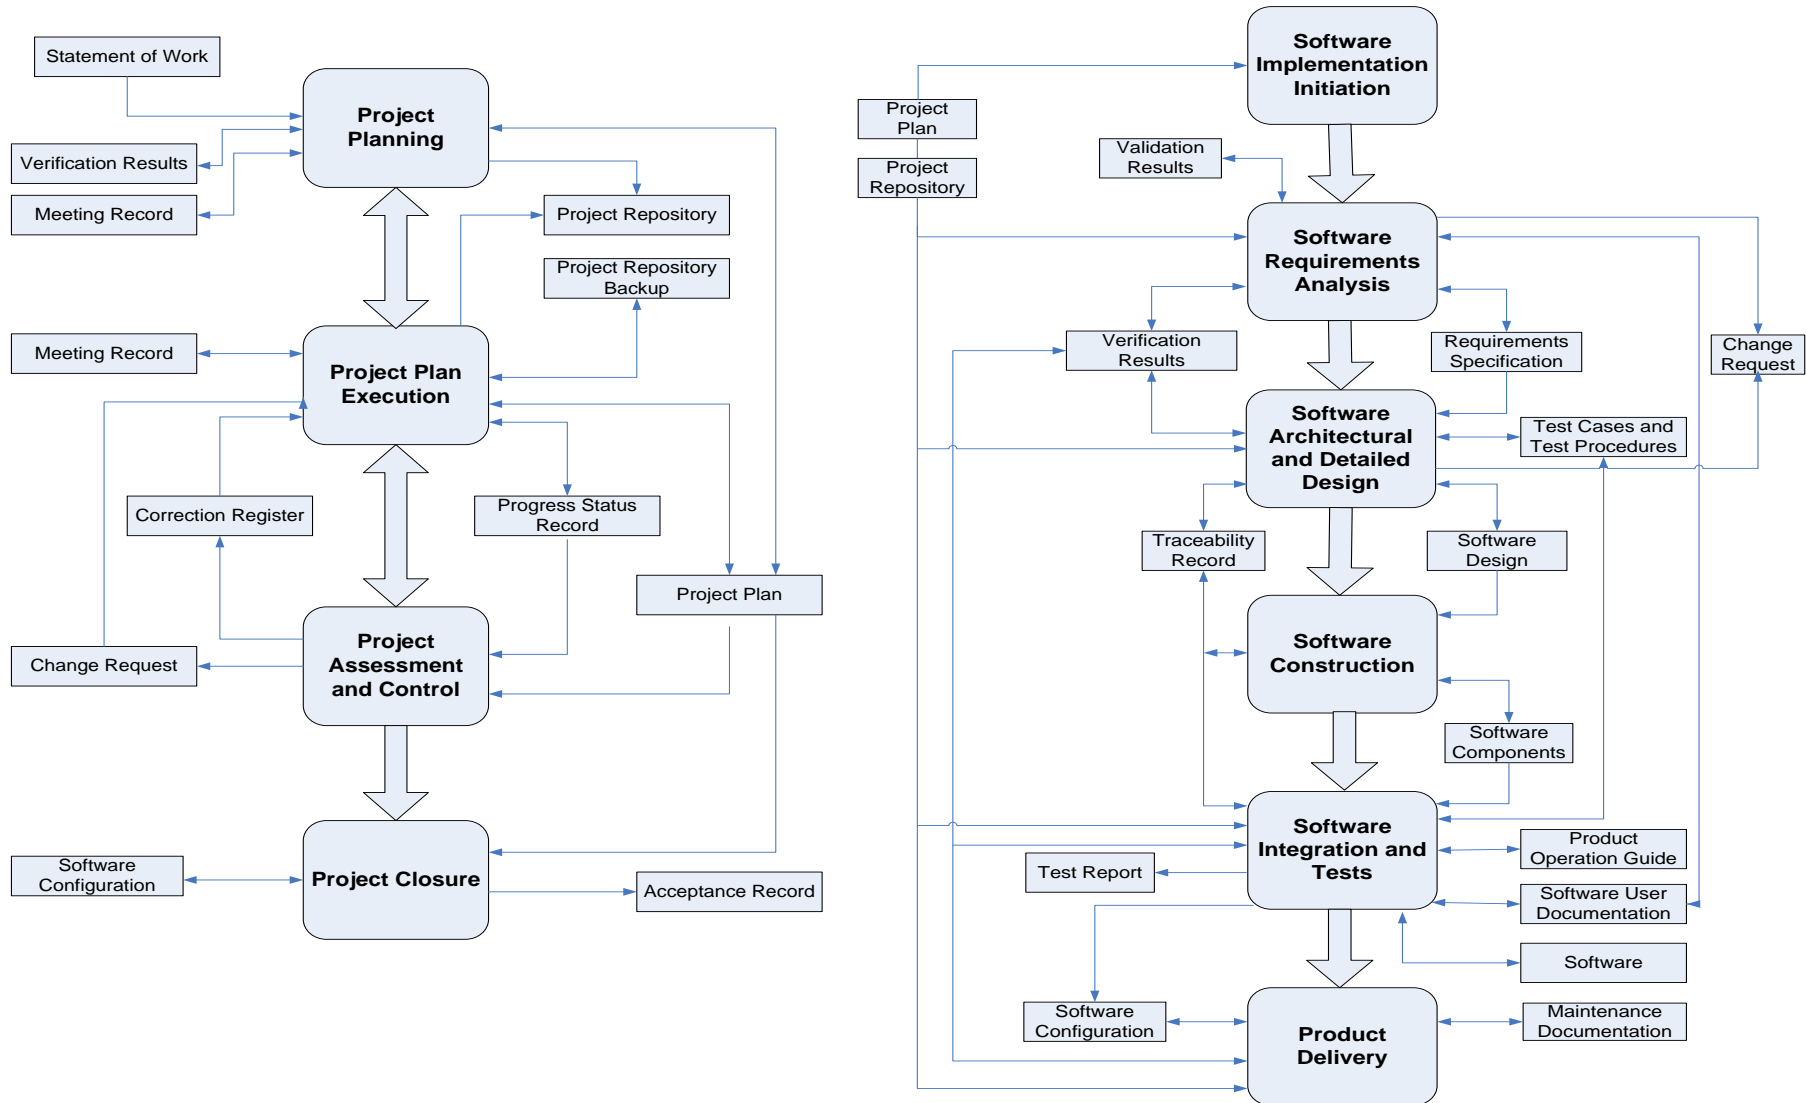 Statement of Work
Project
Planning
Verification Results
Meeting Record
Project Repository
Project Repository
Backup
Meeting Record
Project Plan
Execution
Correction Register
Progress Status
Record
Project Plan
Project
Assessment
and Control
Change Request
Software
Configuration
Project Closure
Acceptance Record
Software
Implementation
Initiation
Project
Plan
Project
Repository
Validation
Results
Software
Requirements
Analysis
Verification
Results
Requirements
Specification
Change
Request
Software
Architectural
and Detailed
Design
Test Cases and
Test Procedures
Traceability
Record
Software
Design
Software
Construction
Software
Components
Software
Integration and
Tests
Product
Operation Guide
Test Report
Software User
Documentation
Software
Software
Configuration
Product
Delivery
Maintenance
Documentation